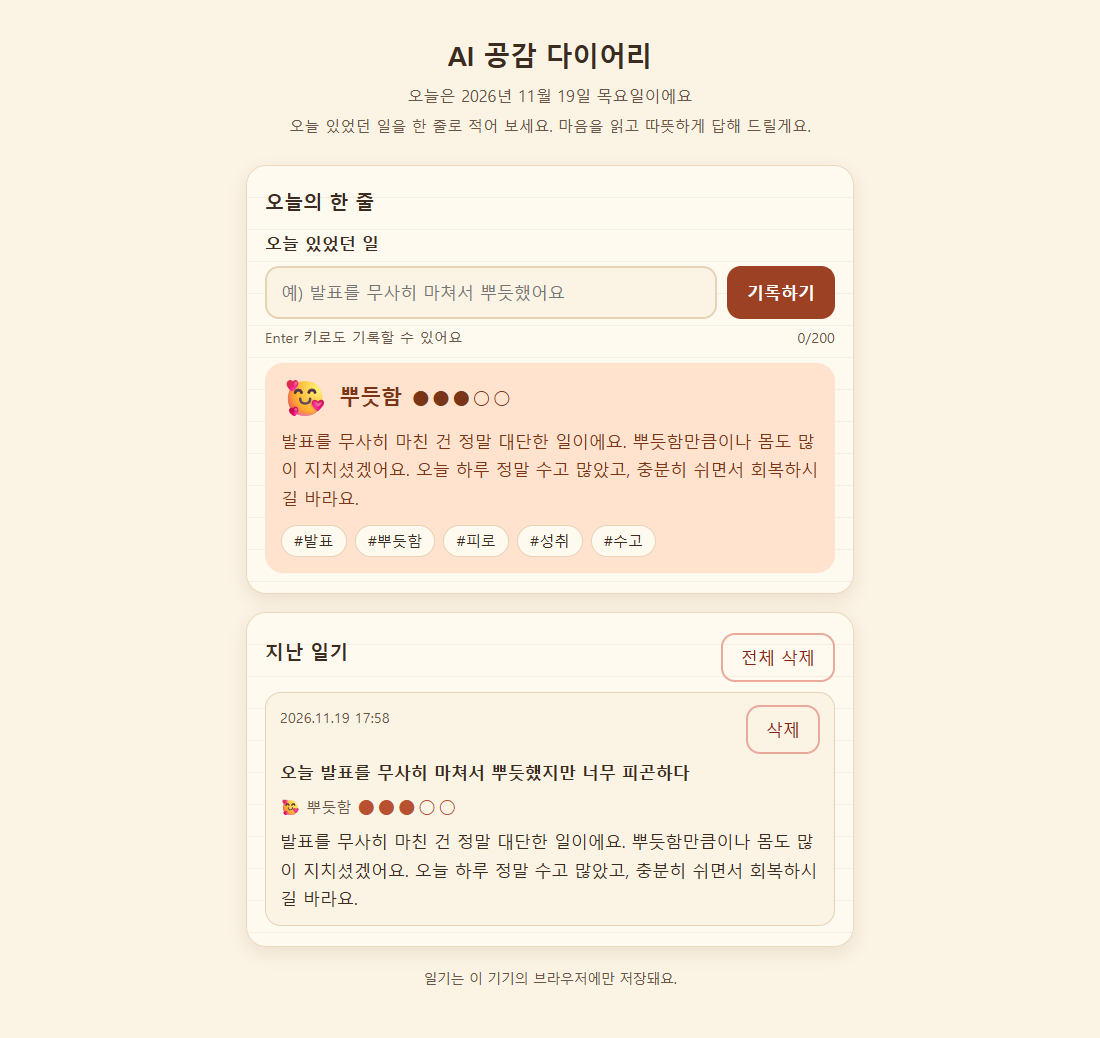 AI 공감 다이어리
오늘은 2026년 11월 19일 목요일이에요
오늘 있었던 일을 한 줄로 적어 보세요. 마음을 읽고 따뜻하게 답해 드릴게요.
오늘의 한 줄
오늘 있었던 일
예) 발표를 무사히 마쳐서 뿌듯했어요
기록하기
Enter 키로도 기록할 수 있어요
0/200
뿌듯함
발표를 무사히 마친 건 정말 대단한 일이에요. 뿌듯함만큼이나 몸도 많
이 지치셨겠어요. 오늘 하루 정말 수고 많았고, 충분히 쉬면서 회복하시
길 바라요.
#발표 #뿌듯함 #피로 #성취 #수고
지난 일기
전체 삭제
2026.11.19 17:58
삭제
오늘 발표를 무사히 마쳐서 뿌듯했지만 너무 피곤하다
뿌듯함
발표를 무사히 마친 건 정말 대단한 일이에요. 뿌듯함만큼이나 몸도 많
이 지치셨겠어요. 오늘 하루 정말 수고 많았고, 충분히 쉬면서 회복하시
길 바라요.
일기는 이 기기의 브라우저에만 저장돼요.